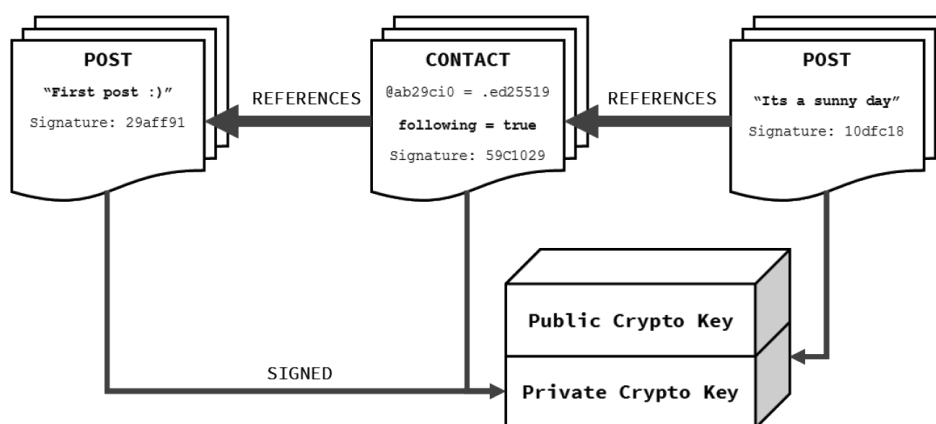 POST
“First post :)”
Signature: 29aff91
REFERENCES
CONTACT
@ab29ci0 = .ed25519
following = true
Signature: 59C1029
REFERENCES
POST
“Its a sunny day”
Signature: 10dfc18
Public Crypto Key
SIGNED
Private Crypto Key